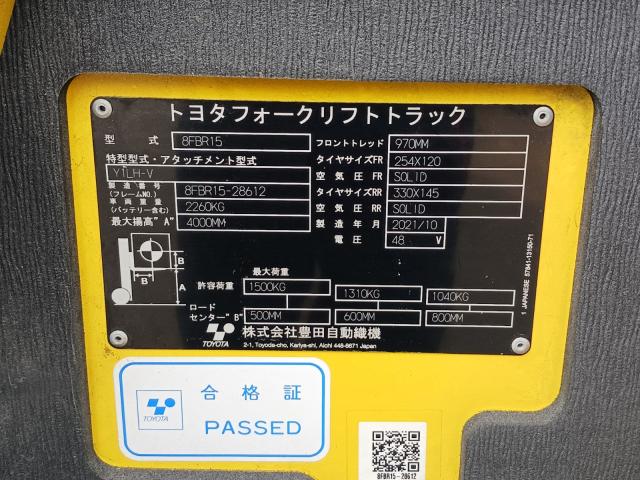 トヨタフォークリフトトラック
型式 8FBR15 フロントトレッド 970MM
特型型式・アタッチメント型式 タイヤサイズFR 254X120
Y1LH-V 空気圧FR SOLID
製造番号 (フレームNO.) 8FBR15-28612 タイヤサイズRR 330X145
車両重量 (バッテリー含む) 2260KG 空気圧RR SOLID
最大揚高"A" 4000MM 製造年月 2021/10
電圧 48 V
B
B A
最大荷重
許容荷重 1500KG 1310KG 1040KG
ロード
センター"B" 500MM 600MM 800MM
TOYOTA 株式会社豊田自動織機
2-1, Toyoda-cho, Kariya-shi, Aichi 448-8671 Japan
1 JAPANESE 57841-13150-71
TOYOTA
合格証
PASSED
8FBR15-28612